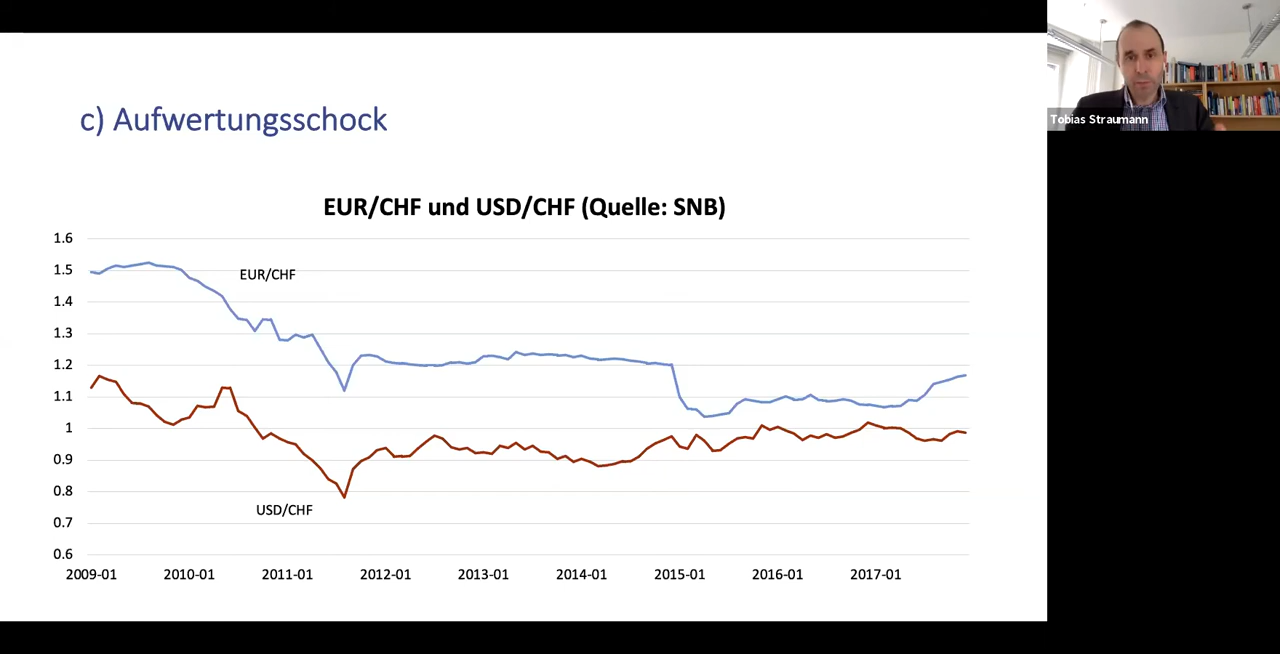 c) Aufwertungsschock
Tobias Straumann
EUR/CHF und USD/CHF (Quelle: SNB)
1.6
1.5
1.4
1.3
1.2
1.1
1
0.9
0.8
0.7
0.6
EUR/CHF
USD/CHF
2009-01 2010-01 2011-01 2012-01 2013-01 2014-01 2015-01 2016-01 2017-01